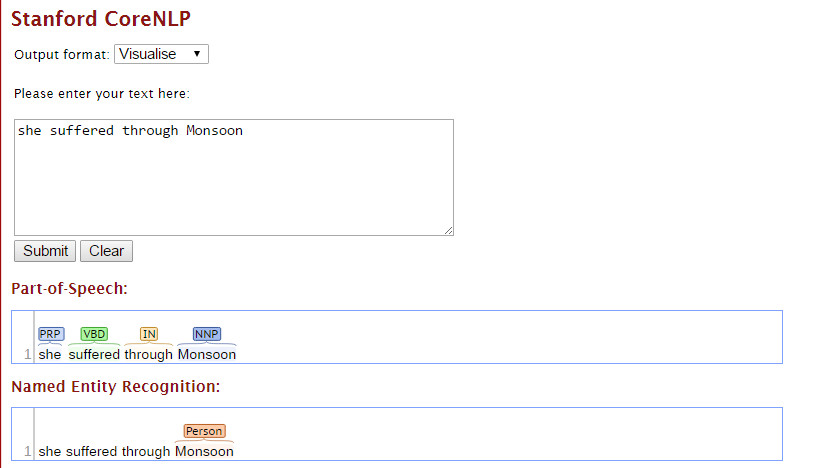 Stanford CoreNLP
Output format: Visualise
Please enter your text here:
she suffered through Monsoon
Submit Clear
Part-of-Speech:
PRP VBD IN NNP
1 she suffered through Monsoon
Named Entity Recognition:
Person
1 she suffered through Monsoon